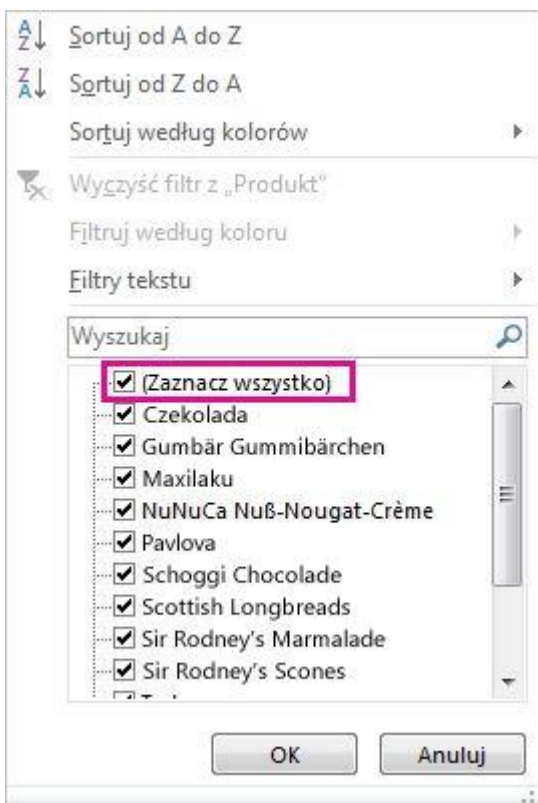 Sortuj od A do Z
Sortuj od Z do A
Sortuj według kolorów
Wyczyść filtr z „Produkt"
Filtruj według koloru
Filtry tekstu
Wyszukaj
(Zaznacz wszystko)
Czekolada
Gumbär Gummibärchen
Maxilaku
NuNuCa Nuß-Nougat-Crème
Pavlova
Schoggi Chocolade
Scottish Longbreads
Sir Rodney's Marmalade
Sir Rodney's Scones
OK Anuluj